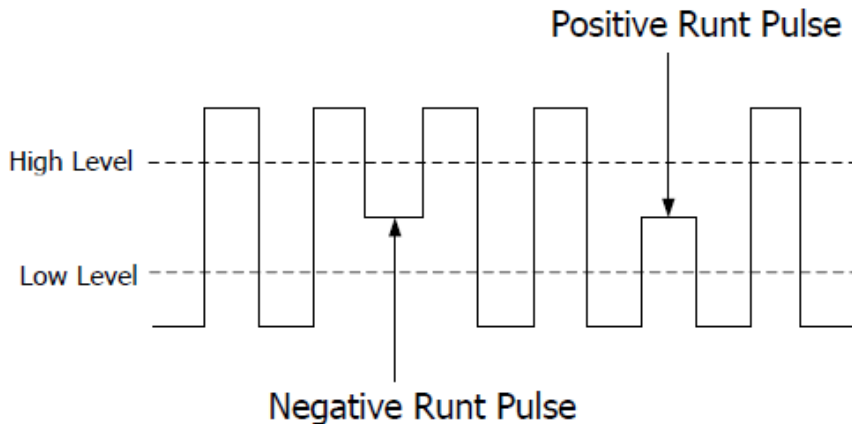 Positive Runt Pulse
High Level
Low Level
Negative Runt Pulse